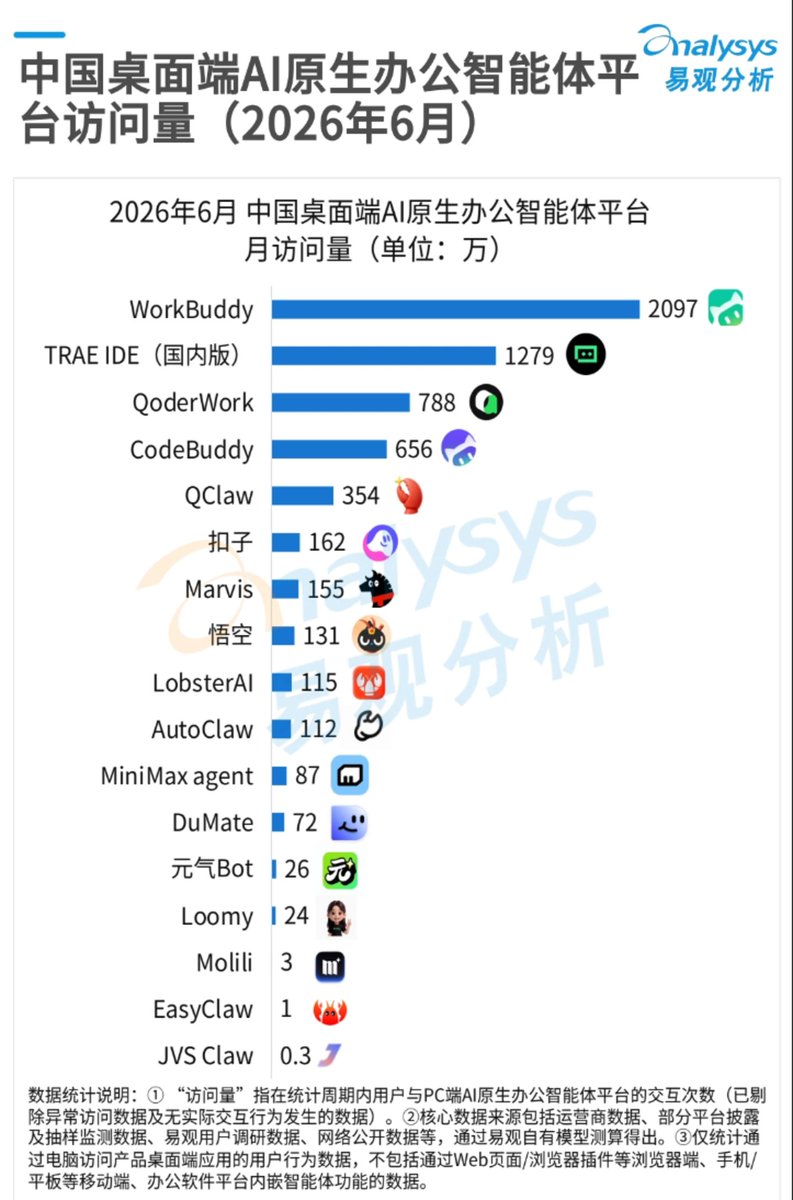 analysys
易观分析
中国桌面端AI原生办公智能体平
台访问量（2026年6月）
2026年6月 中国桌面端AI原生办公智能体平台
月访问量（单位：万）
WorkBuddy 2097
TRAE IDE（国内版） 1279
QoderWork 788
CodeBuddy 656
QClaw 354
扣子 162
Marvis 155
悟空 131
LobsterAI 115
AutoClaw 112
MiniMax agent 87
DuMate 72
元气Bot 26
Loomy 24
Molili 3
EasyClaw 1
JVS Claw 0.3
analysys
易观分析
数据统计说明：① “访问量”指在统计周期内用户与PC端AI原生办公智能体平台的交互次数（已剔
除异常访问数据及无实际交互行为发生的数据）。②核心数据来源包括运营商数据、部分平台披露
及抽样监测数据、易观用户调研数据、网络公开数据等，通过易观自有模型测算得出。③仅统计通
过电脑访问产品桌面端应用的用户行为数据，不包括通过Web页面/浏览器插件等浏览器端、手机/
平板等移动端、办公软件平台内嵌智能体功能的数据。